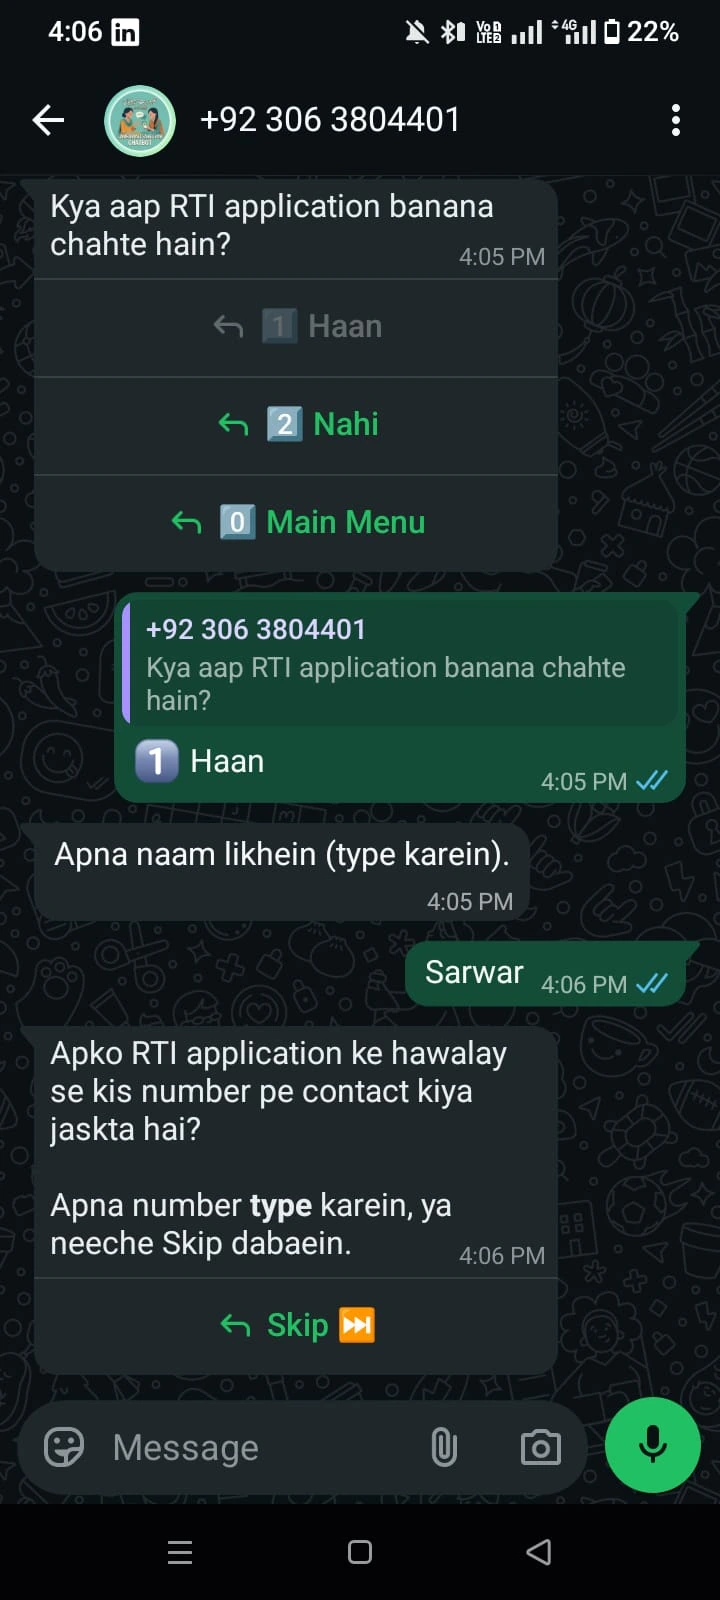 4:06 in VoD LTE2 4G 22%
+92 306 3804401
Kya aap RTI application banana
chahte hain?
4:05 PM
1 Haan
2 Nahi
0 Main Menu
+92 306 3804401
Kya aap RTI application banana chahte
hain?
1 Haan
4:05 PM
Apna naam likhein (type karein).
4:05 PM
Sarwar 4:06 PM
Apko RTI application ke hawalay
se kis number pe contact kiya
jaskta hai?
Apna number type karein, ya
neeche Skip dabaein.
4:06 PM
Skip
Message